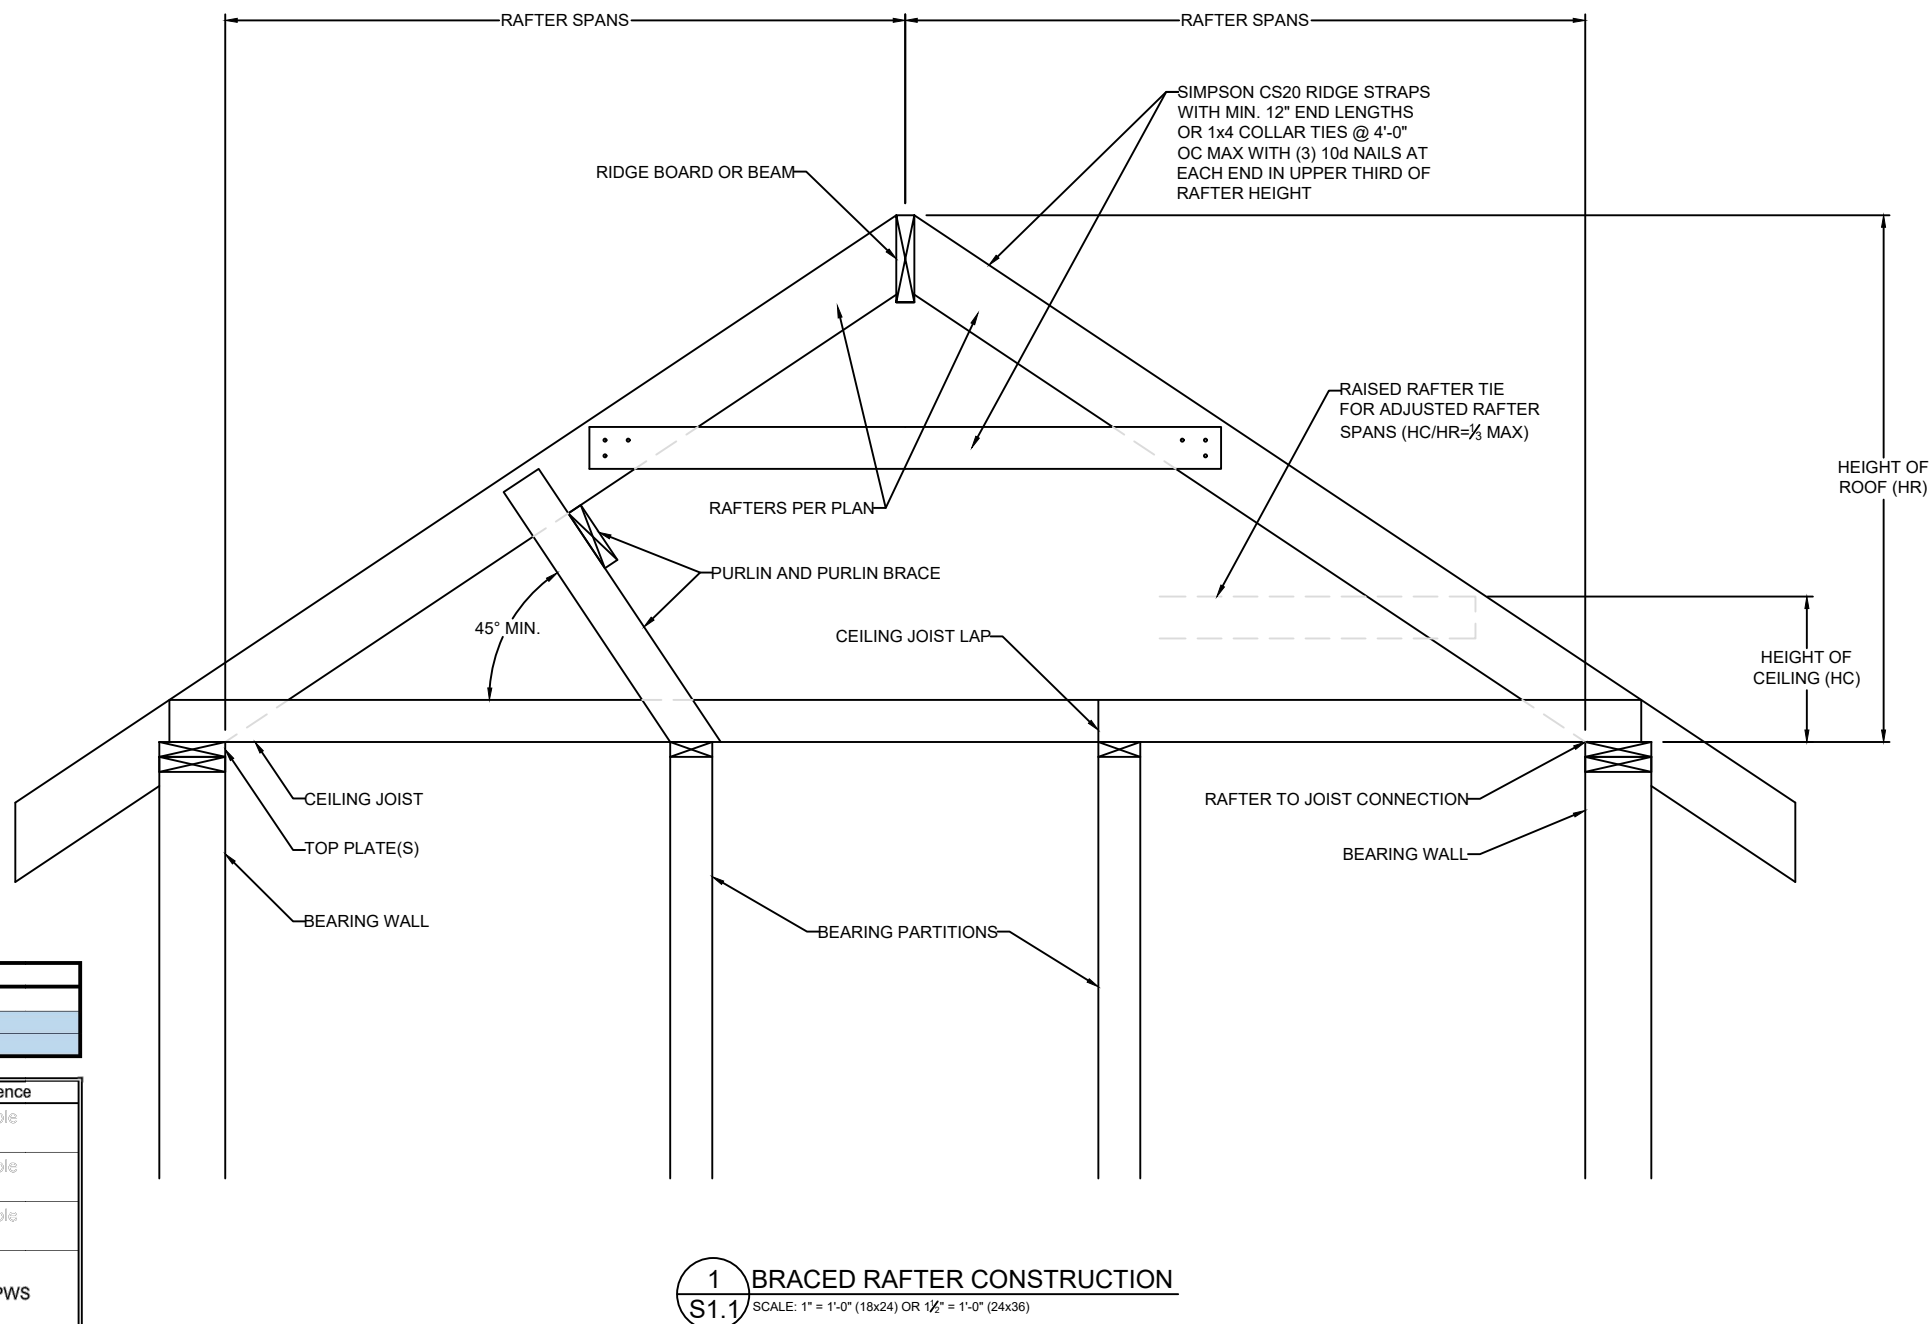 RAFTER SPANS
RAFTER SPANS
SIMPSON CS20 RIDGE STRAPS
WITH MIN. 12" END LENGTHS
OR 1x4 COLLAR TIES @ 4'-0"
OC MAX WITH (3) 10d NAILS AT
EACH END IN UPPER THIRD OF
RAFTER HEIGHT
RIDGE BOARD OR BEAM
RAISED RAFTER TIE
FOR ADJUSTED RAFTER
SPANS (HC/HR=⅓ MAX)
HEIGHT OF
ROOF (HR)
RAFTERS PER PLAN
PURLIN AND PURLIN BRACE
45° MIN.
CEILING JOIST LAP
HEIGHT OF
CEILING (HC)
CEILING JOIST
RAFTER TO JOIST CONNECTION
TOP PLATE(S)
BEARING WALL
BEARING WALL
BEARING PARTITIONS
ence
ble
ble
ble
PWS
1
S1.1
BRACED RAFTER CONSTRUCTION
SCALE: 1" = 1'-0" (18x24) OR 1½" = 1'-0" (24x36)